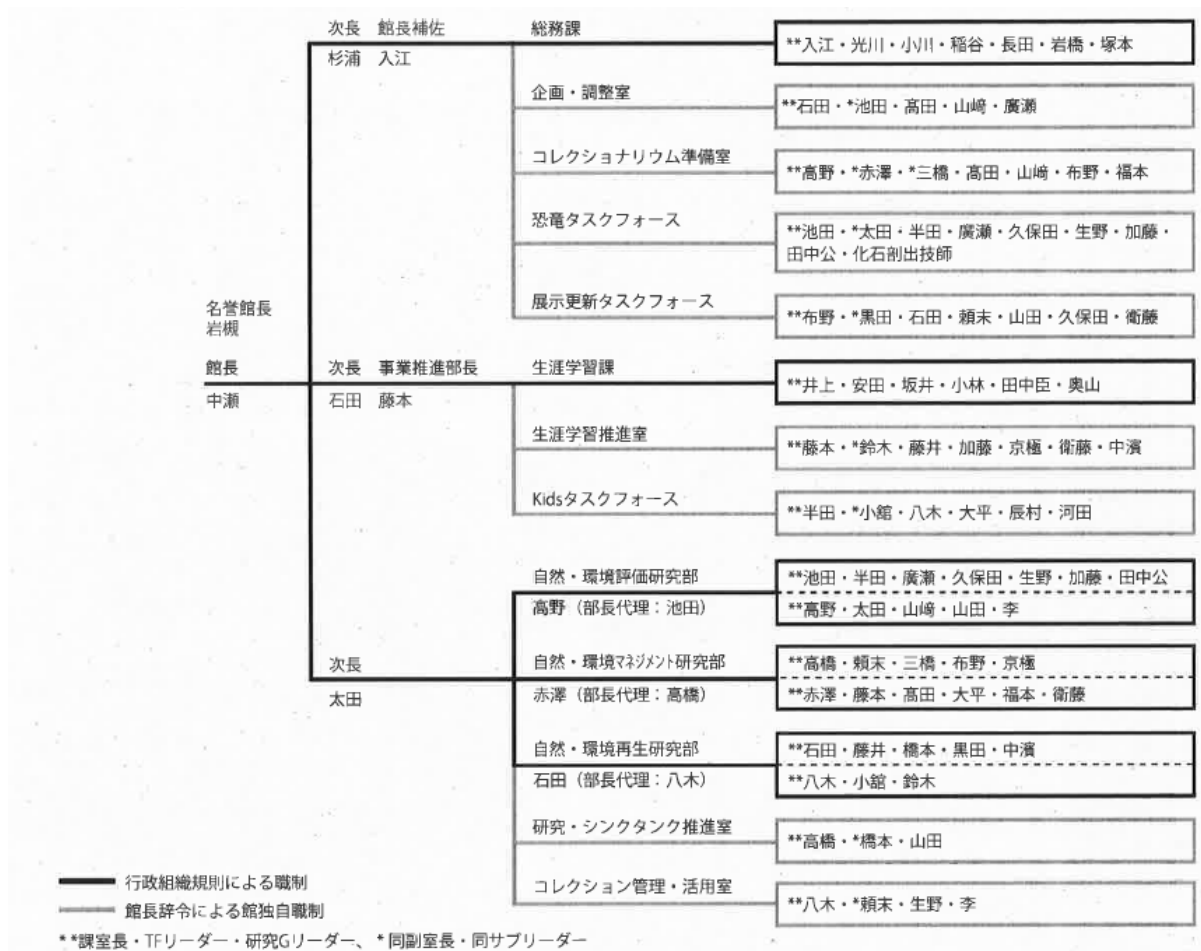 次長 館長補佐
杉浦 入江
総務課
**入江・光川・小川・稲谷・長田・岩橋・塚本
企画・調整室
**石田・*池田・髙田・山﨑・廣瀬
コレクショナリウム準備室
**高野・*赤澤・*三橋・髙田・山﨑・布野・福本
恐竜タスクフォース
**池田・*太田・半田・廣瀬・久保田・生野・加藤・
田中公・化石剖出技師
展示更新タスクフォース
**布野・*黒田・石田・頼末・山田・久保田・衛藤
名誉館長
岩槻
館長
中瀬
次長 事業推進部長
石田 藤本
生涯学習課
**井上・安田・坂井・小林・田中臣・奥山
生涯学習推進室
**藤本・*鈴木・藤井・加藤・京極・衛藤・中濱
Kidsタスクフォース
**半田・*小舘・八木・大平・辰村・河田
次長
太田
自然・環境評価研究部
高野（部長代理：池田）
**池田・半田・廣瀬・久保田・生野・加藤・田中公
**高野・太田・山﨑・山田・李
自然・環境マネジメント研究部
赤澤（部長代理：高橋）
**高橋・頼末・三橋・布野・京極
**赤澤・藤本・髙田・大平・福本・衛藤
自然・環境再生研究部
石田（部長代理：八木）
**石田・藤井・橋本・黒田・中濱
**八木・小舘・鈴木
研究・シンクタンク推進室
**高橋・*橋本・山田
コレクション管理・活用室
**八木・*頼末・生野・李
行政組織規則による職制
館長辞令による館独自職制
**課室長・TFリーダー・研究Gリーダー、*同副室長・同サブリーダー